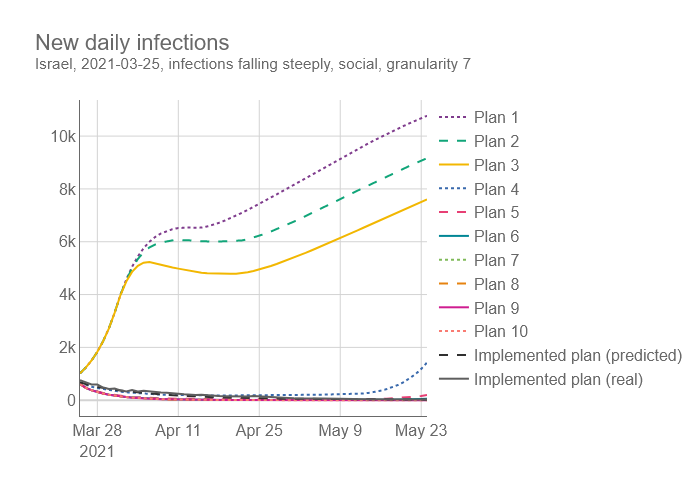 New daily infections
Israel, 2021-03-25, infections falling steeply, social, granularity 7
10k
8k
6k
4k
2k
0
Mar 28
2021
Apr 11
Apr 25
May 9
May 23
Plan 1
Plan 2
Plan 3
Plan 4
Plan 5
Plan 6
Plan 7
Plan 8
Plan 9
Plan 10
Implemented plan (predicted)
Implemented plan (real)